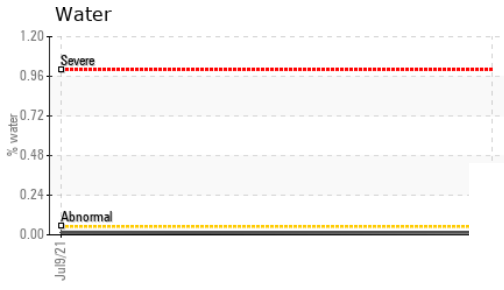 Water
1.20
Severe
0.96
0.72
% water
0.48
0.24
Abnormal
0.00
Jul9/21